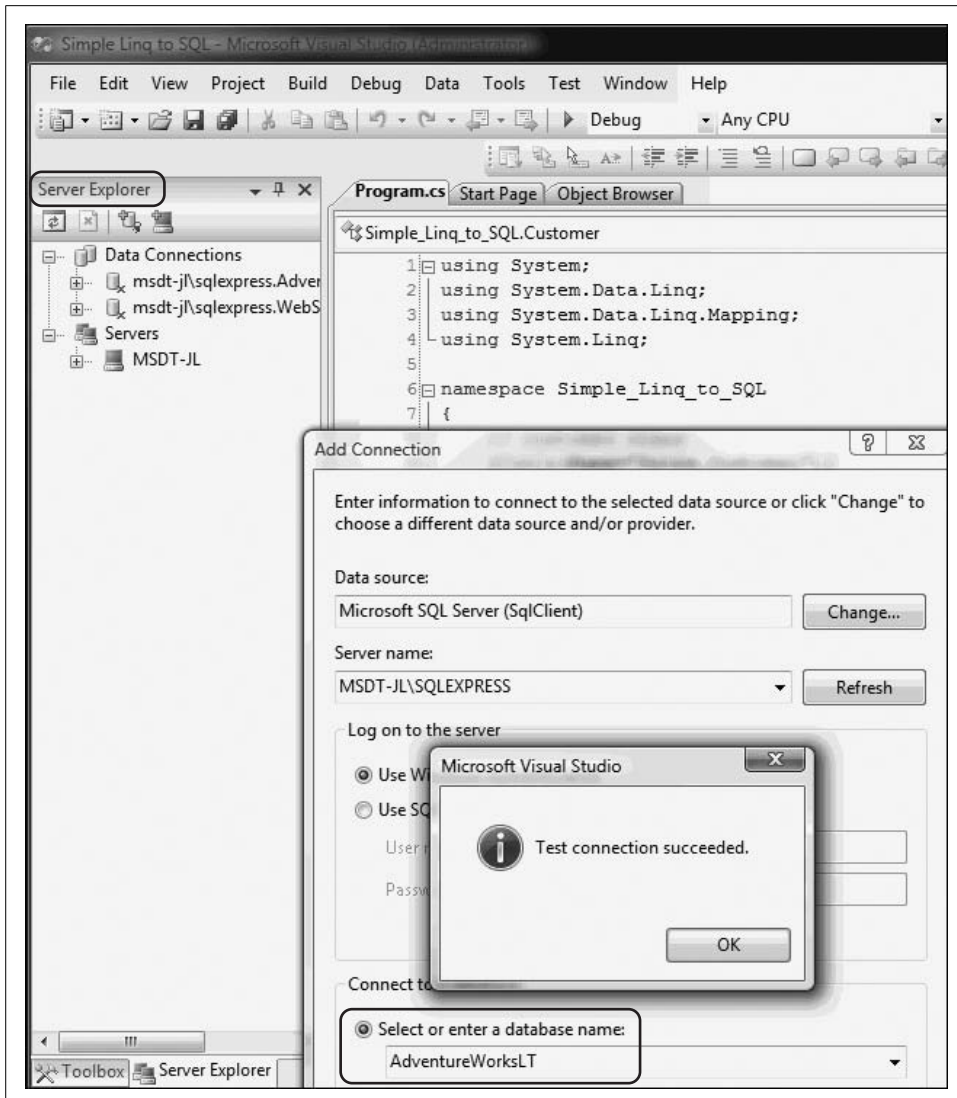 Simple Linq to SQL - Microsoft Visual Studio (Administrator
File Edit View Project Build Debug Data Tools Test Window Help
Debug Any CPU
Server Explorer
Program.cs Start Page Object Browser
Simple_Linq_to_SQL.Customer
Data Connections
msdt-jl\sqlexpress.Adver
msdt-jl\sqlexpress.WebS
Servers
MSDT-JL
1 using System;
2 using System.Data.Linq;
3 using System.Data.Linq.Mapping;
4 using System.Linq;
5
6 namespace Simple_Linq_to_SQL
7 {
Add Connection
Enter information to connect to the selected data source or click "Change" to
choose a different data source and/or provider.
Data source:
Microsoft SQL Server (SqlClient) Change...
Server name:
MSDT-JL\SQLEXPRESS Refresh
Log on to the server
Use Wi
Use SQ
User
Passw
Microsoft Visual Studio
Test connection succeeded.
OK
Connect to
Select or enter a database name:
AdventureWorksLT
Toolbox Server Explorer